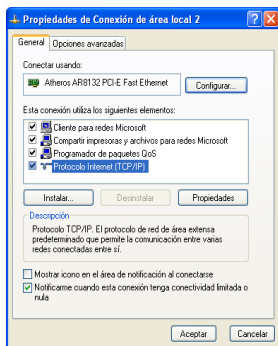 Propiedades de Conexión de área local 2
General
Opciones avanzadas
Conectar usando:
Atheros AR8132 PCI-E Fast Ethernet
Configurar...
Esta conexión utiliza los siguientes elementos:
Cliente para redes Microsoft
Compartir impresoras y archivos para redes Microsoft
Programador de paquetes QoS
Protocolo Internet (TCP/IP)
Instalar...
Desinstalar
Propiedades
Descripción
Protocolo TCP/IP. El protocolo de red de área extensa
predeterminado que permite la comunicación entre varias
redes conectadas entre sí.
Mostrar icono en el área de notificación al conectarse
Notificarme cuando esta conexión tenga conectividad limitada o
nula
Aceptar
Cancelar